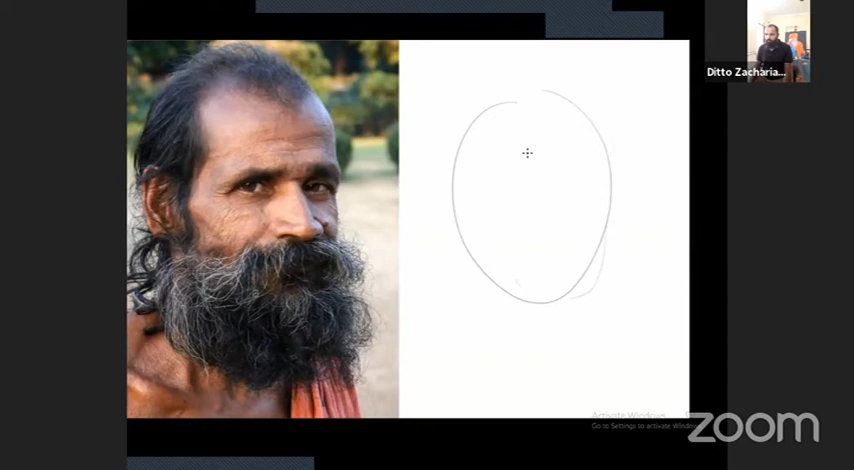 Ditto Zacharia...
Activate Windows
Go to Settings to activate Windows
zoom